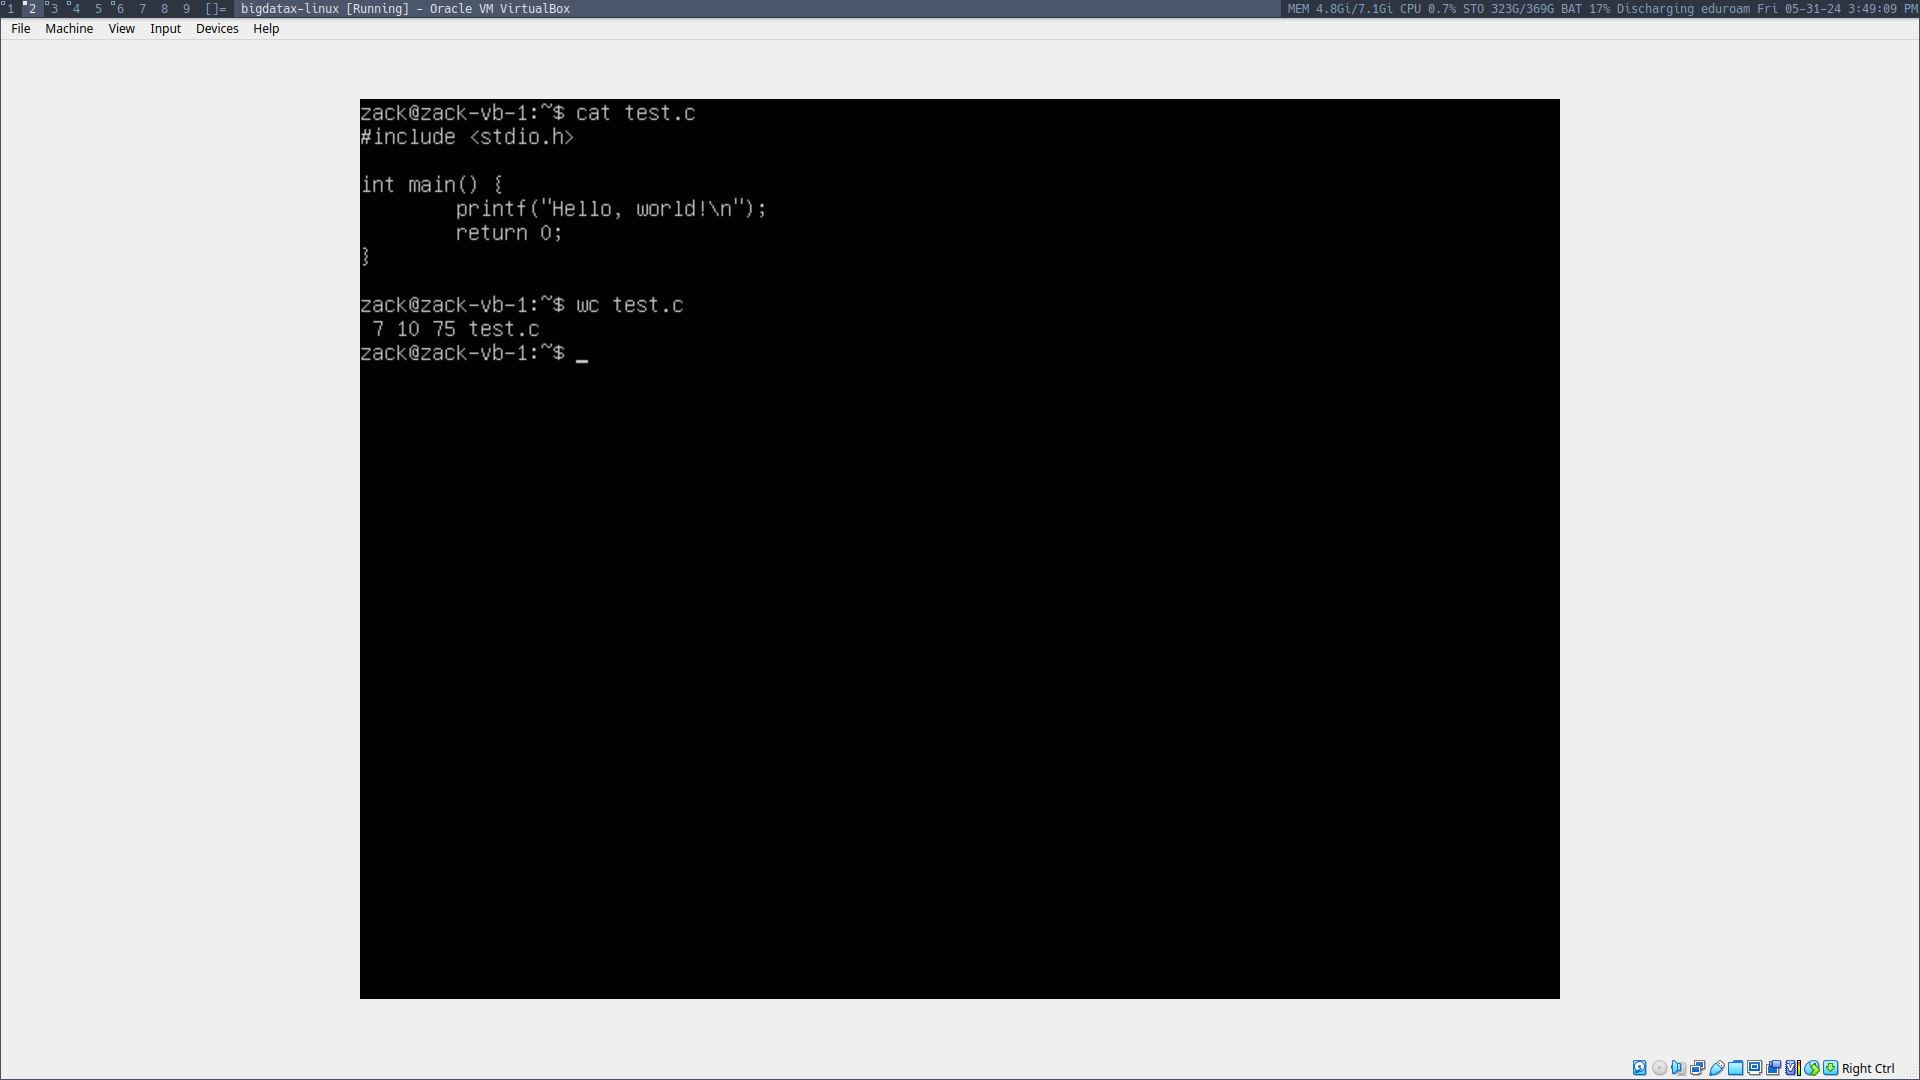 1 2 3 4 5 6 7 8 9 []= bigdatax-linux [Running] - Oracle VM VirtualBox MEM 4.8Gi/7.1Gi CPU 0.7% STO 323G/369G BAT 17% Discharging eduroam Fri 05-31-24 3:49:09 PM
File Machine View Input Devices Help
zack@zack-vb-1:~$ cat test.c
#include <stdio.h>
int main() {
        printf("Hello, world!\n");
        return 0;
}
zack@zack-vb-1:~$ wc test.c
 7 10 75 test.c
zack@zack-vb-1:~$ _
Right Ctrl